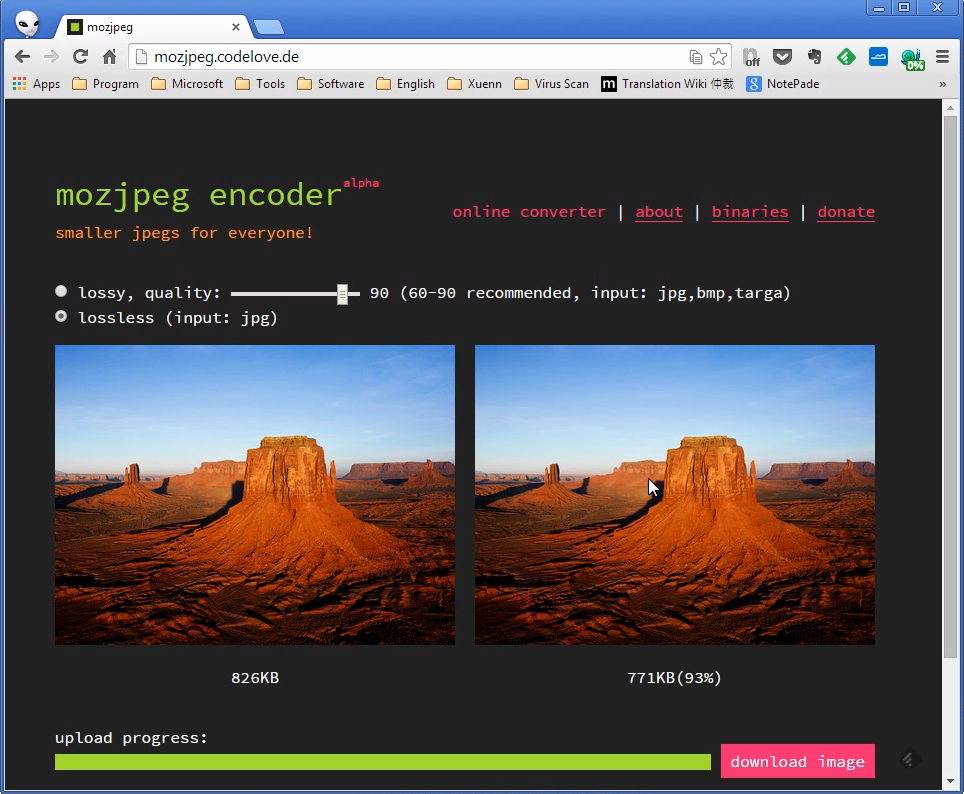 mozjpeg
mozjpeg.codelove.de
off
0%
Apps Program Microsoft Tools Software English Xuenn Virus Scan m Translation Wiki 仲裁 8 NotePade »
mozjpeg encoder alpha
online converter | about | binaries | donate
smaller jpegs for everyone!
lossy, quality: 90 (60-90 recommended, input: jpg,bmp,targa)
lossless (input: jpg)
826KB 771KB(93%)
upload progress:
download image